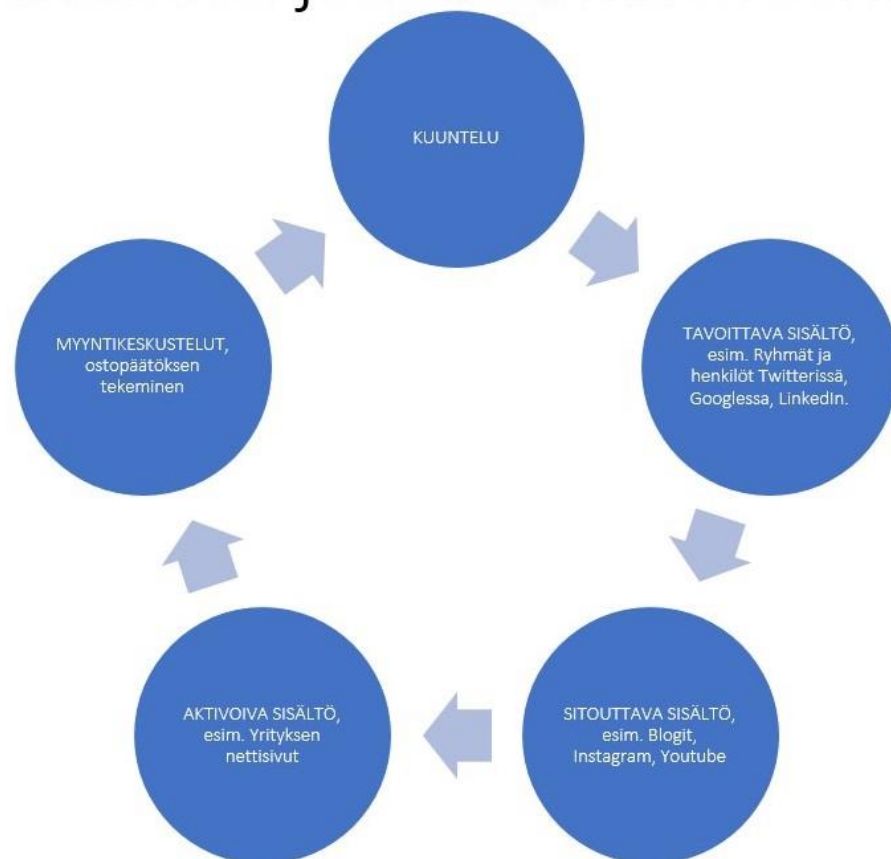 KUUNTELU
TAVOITTAVA SISÄLTÖ,
esim. Ryhmät ja
henkilöt Twitterissä,
Googlessa, LinkedIn.
SITOUTTAVA SISÄLTÖ,
esim. Blogit,
Instagram, Youtube
AKTIVOIVA SISÄLTÖ,
esim. Yrityksen
nettisivut
MYYNTIKESKUSTELUT,
ostopäätöksen
tekeminen